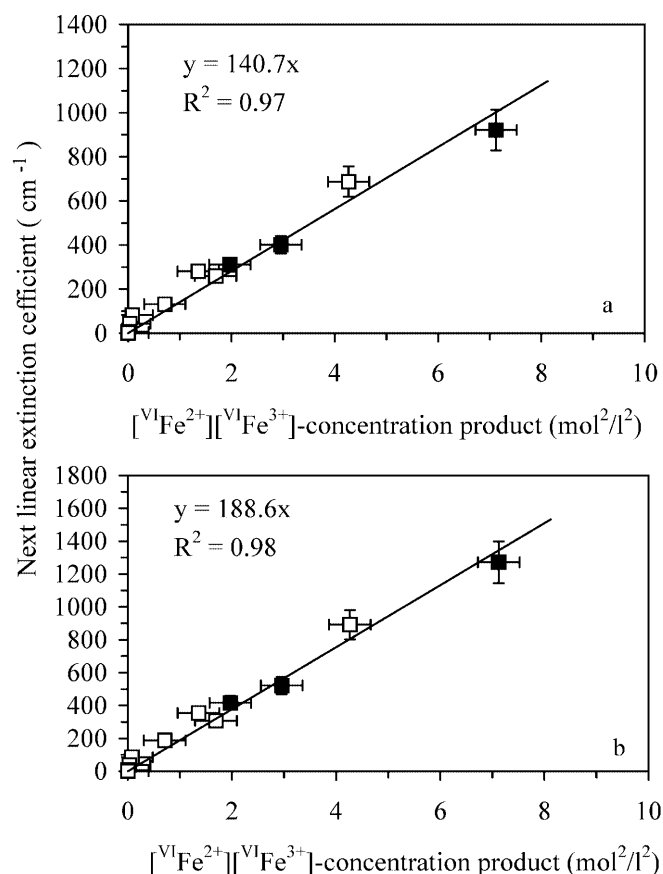 Next linear extinction cefficient ( cm -1 )
1400
1200
1000
800
600
400
200
0
y = 140.7x
R2 = 0.97
a
0 2 4 6 8 10
[VIFe2+][VIFe3+]-concentration product (mol2/l2)
1800
1600
1400
1200
1000
800
600
400
200
0
y = 188.6x
R2 = 0.98
b
0 2 4 6 8 10
[VIFe2+][VIFe3+]-concentration product (mol2/l2)